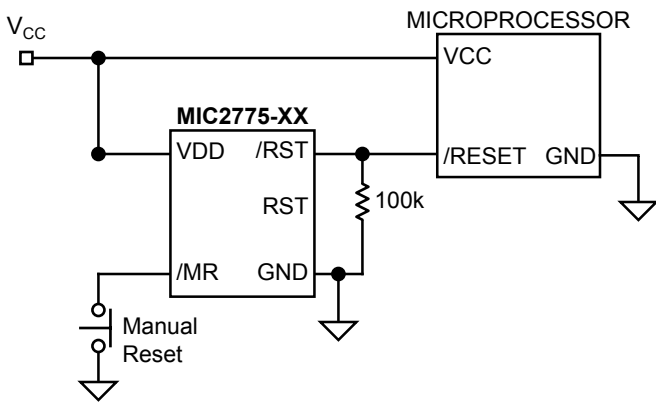 MICROPROCESSOR
VCC
VCC
MIC2775-XX
VDD
/RST
/RESET
GND
RST
100k
/MR
GND
Manual
Reset